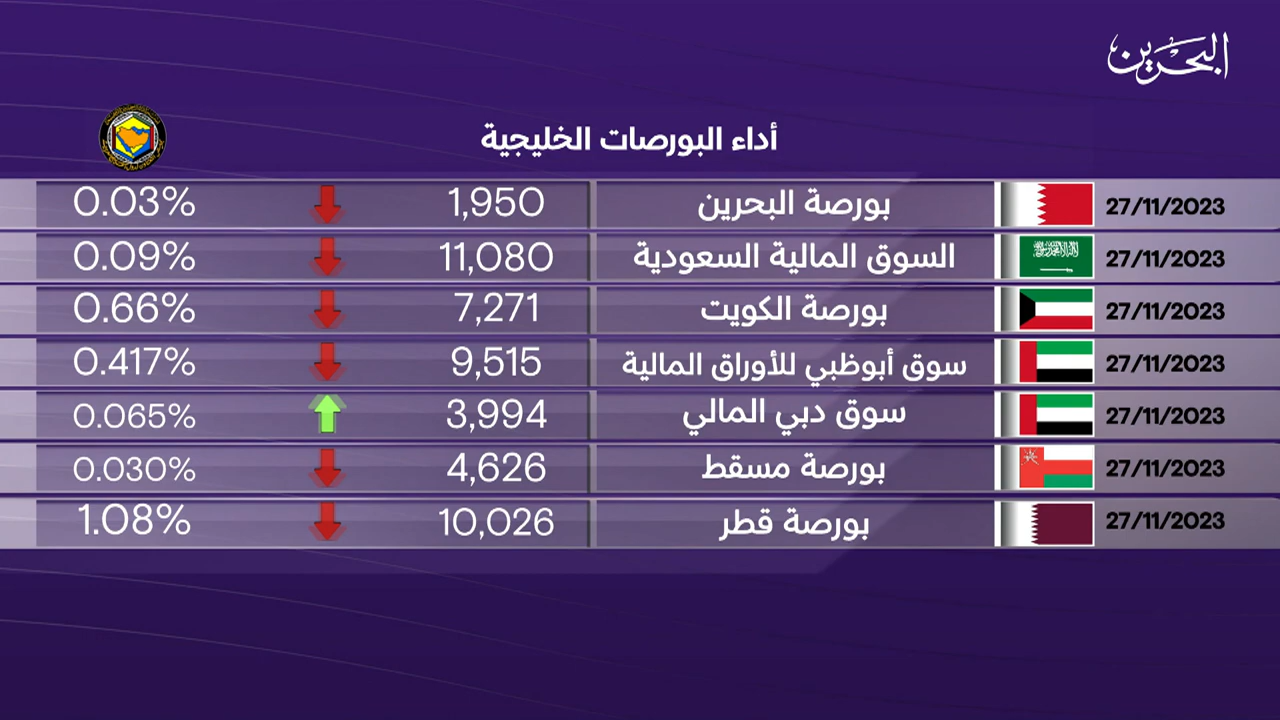 البحرين
أداء البورصات الخليجية
27/11/2023 بورصة البحرين 1,950 0.03%
27/11/2023 السوق المالية السعودية 11,080 0.09%
27/11/2023 بورصة الكويت 7,271 0.66%
27/11/2023 سوق أبوظبي للأوراق المالية 9,515 0.417%
27/11/2023 سوق دبي المالي 3,994 0.065%
27/11/2023 بورصة مسقط 4,626 0.030%
27/11/2023 بورصة قطر 10,026 1.08%